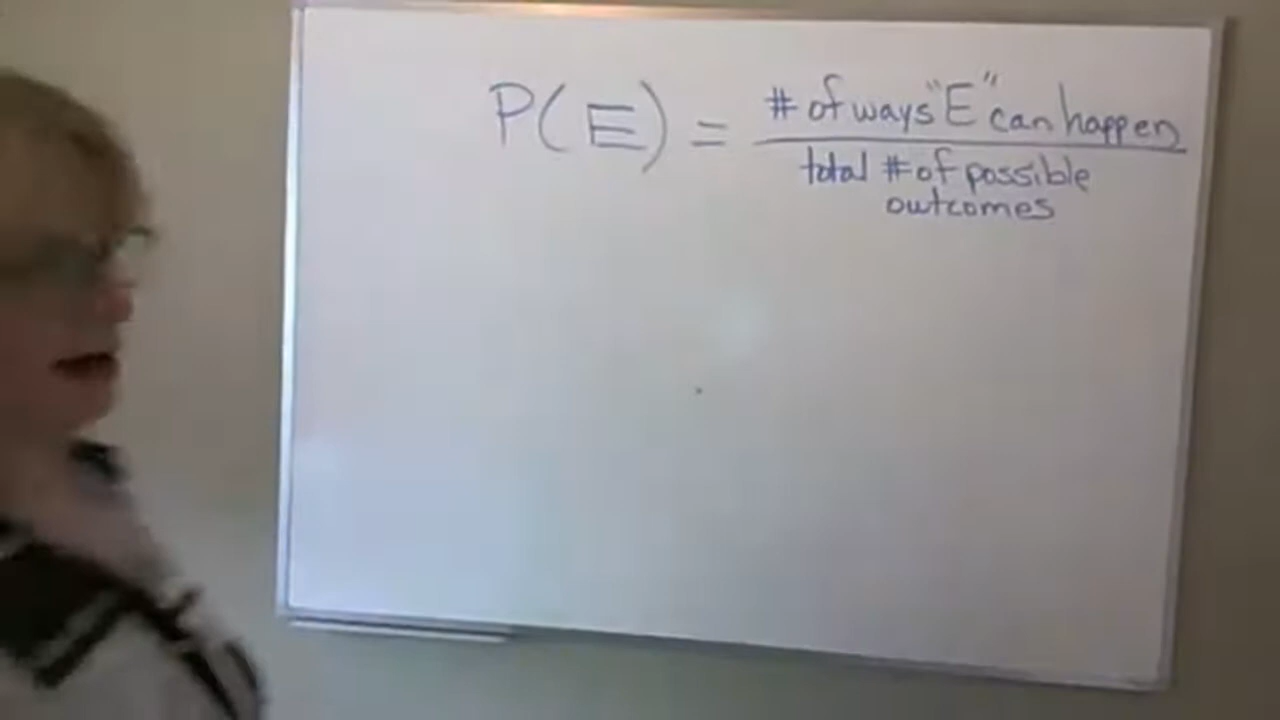 P(E) = # of ways "E" can happen
total # of possible
outcomes